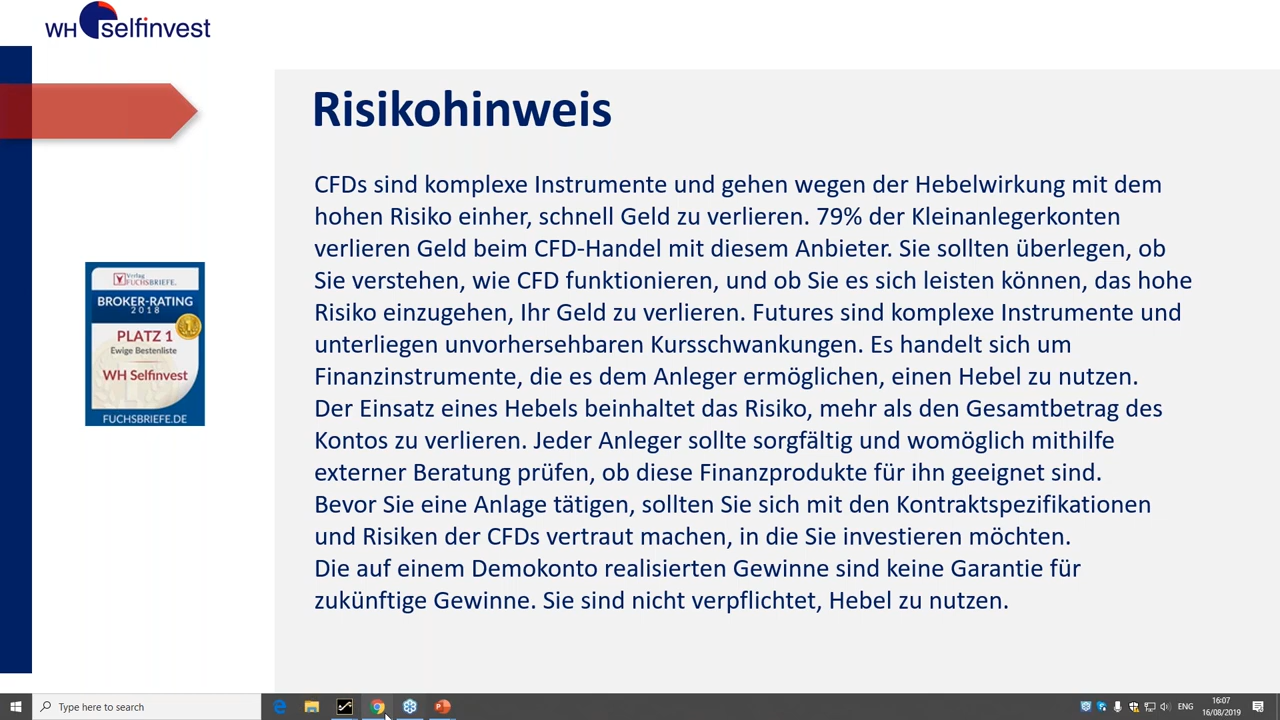 WH selfinvest
Risikohinweis
CFDs sind komplexe Instrumente und gehen wegen der Hebelwirkung mit dem
hohen Risiko einher, schnell Geld zu verlieren. 79% der Kleinanlegerkonten
verlieren Geld beim CFD-Handel mit diesem Anbieter. Sie sollten überlegen, ob
Sie verstehen, wie CFD funktionieren, und ob Sie es sich leisten können, das hohe
Risiko einzugehen, Ihr Geld zu verlieren. Futures sind komplexe Instrumente und
unterliegen unvorhersehbaren Kursschwankungen. Es handelt sich um
Finanzinstrumente, die es dem Anleger ermöglichen, einen Hebel zu nutzen.
Der Einsatz eines Hebels beinhaltet das Risiko, mehr als den Gesamtbetrag des
Kontos zu verlieren. Jeder Anleger sollte sorgfältig und womöglich mithilfe
externer Beratung prüfen, ob diese Finanzprodukte für ihn geeignet sind.
Bevor Sie eine Anlage tätigen, sollten Sie sich mit den Kontraktspezifikationen
und Risiken der CFDs vertraut machen, in die Sie investieren möchten.
Die auf einem Demokonto realisierten Gewinne sind keine Garantie für
zukünftige Gewinne. Sie sind nicht verpflichtet, Hebel zu nutzen.
Verlag
FUCHSBRIEFE.
BROKER-RATING
2018
PLATZ 1
Ewige Bestenliste
WH Selfinvest
FUCHSBRIEFE.DE
Type here to search
ENG
16:07
16/08/2019